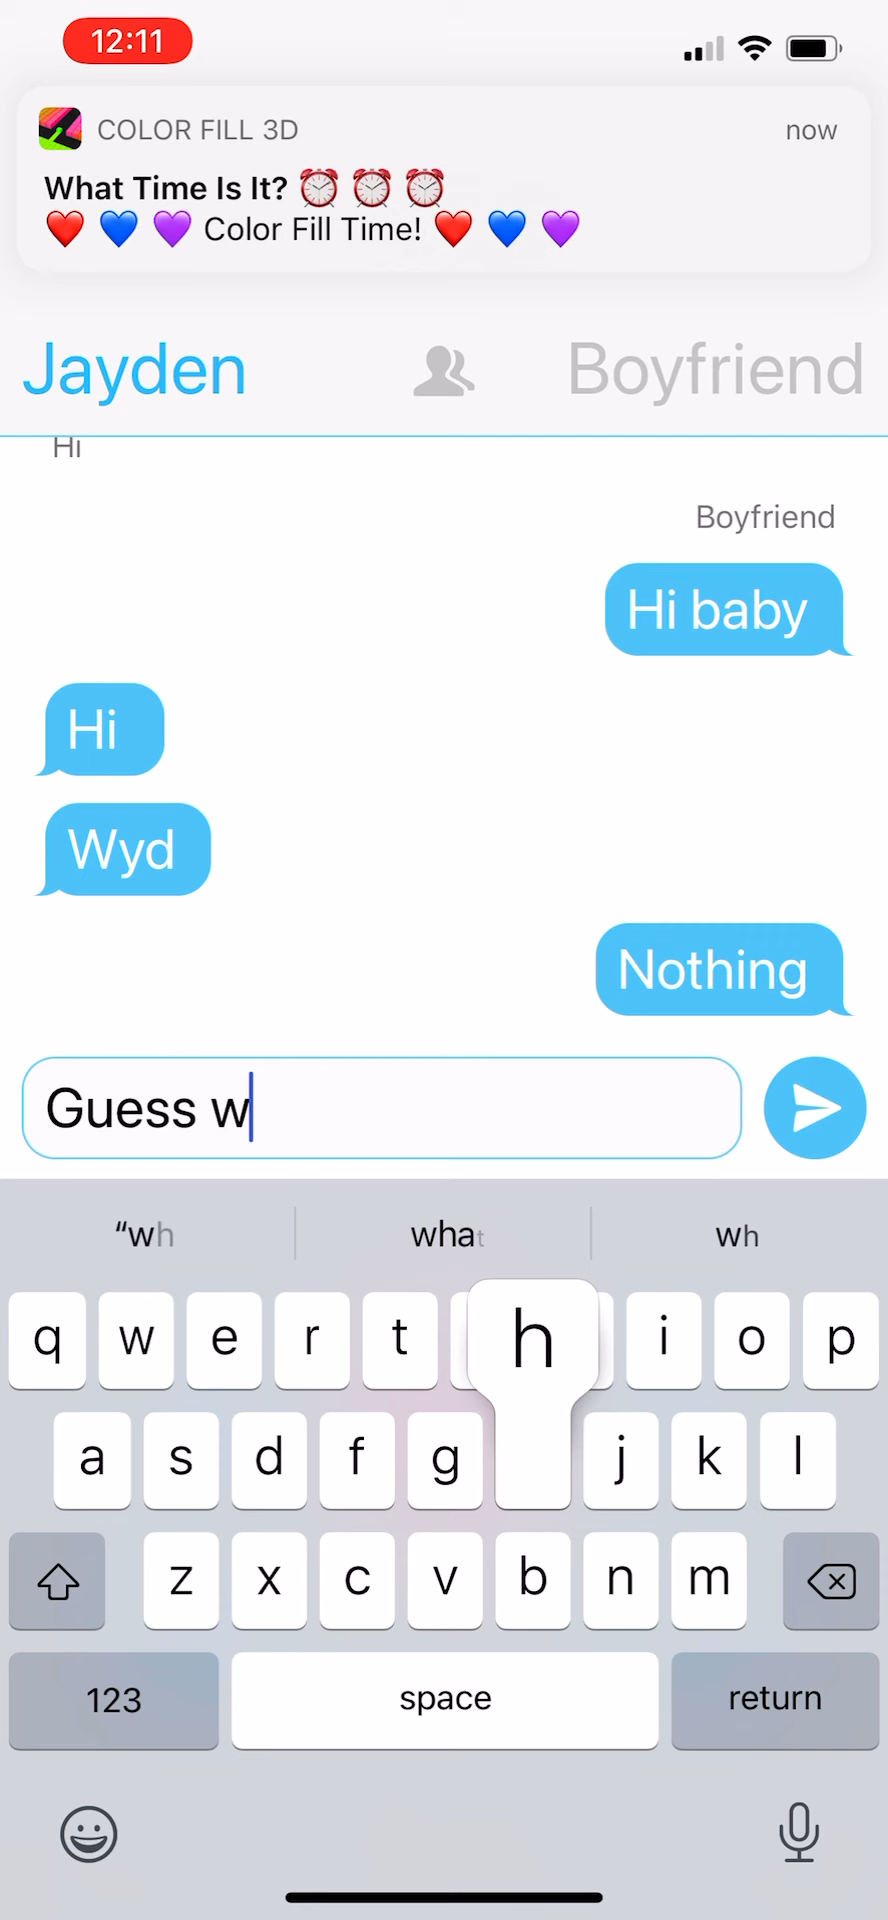 12:11
COLOR FILL 3D now
What Time Is It? ⏰ ⏰ ⏰
❤️ 💙 💜 Color Fill Time! ❤️ 💙 💜
Jayden Boyfriend
Hi
Boyfriend
Hi baby
Hi
Wyd
Nothing
Guess w
“wh what wh
q w e r t h i o p
a s d f g j k l
z x c v b n m
123 space return